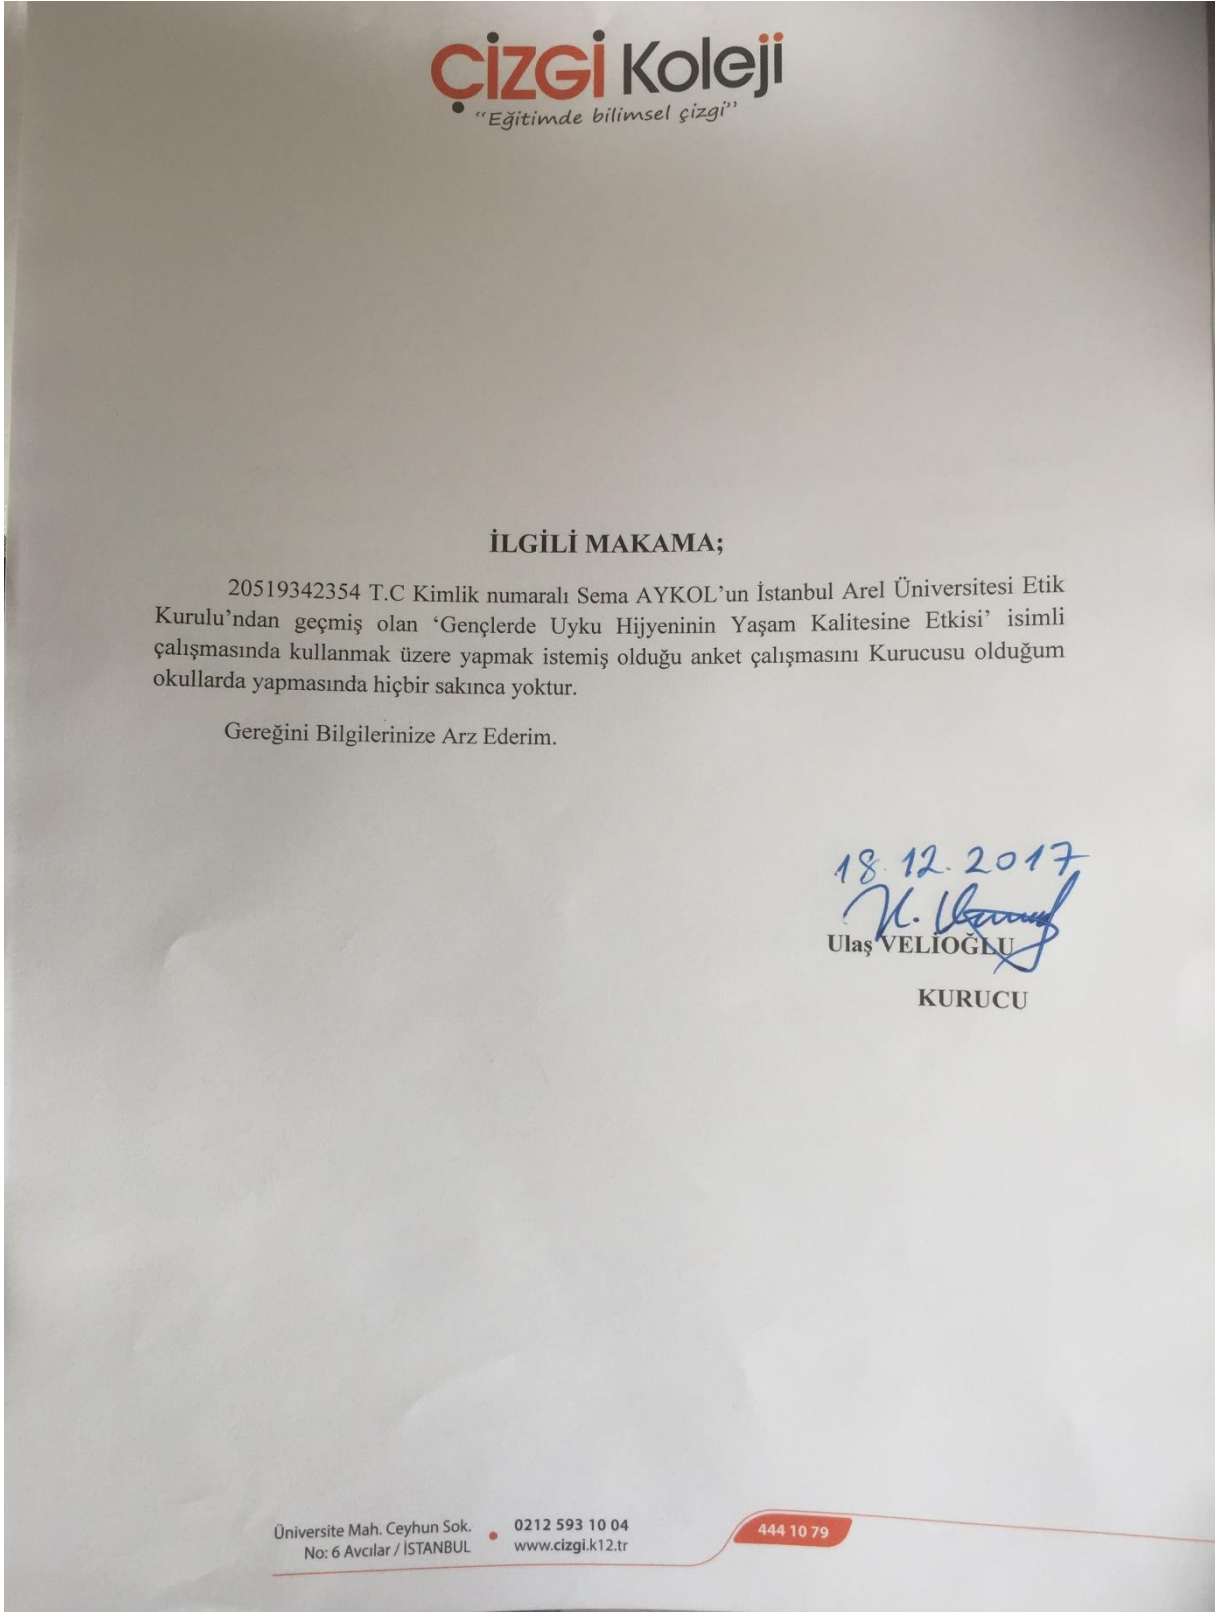 ÇİZGİ Koleji
"Eğitimde bilimsel çizgi"
İLGİLİ MAKAMA;
20519342354 T.C Kimlik numaralı Sema AYKOL'un İstanbul Arel Üniversitesi Etik
Kurulu'ndan geçmiş olan 'Gençlerde Uyku Hijyeninin Yaşam Kalitesine Etkisi' isimli
çalışmasında kullanmak üzere yapmak istemiş olduğu anket çalışmasını Kurucusu olduğum
okullarda yapmasında hiçbir sakınca yoktur.
Gereğini Bilgilerinize Arz Ederim.
18.12.2017
Ulaş VELİOĞLU
KURUCU
Üniversite Mah. Ceyhun Sok.
No: 6 Avcılar / İSTANBUL
0212 593 10 04
www.cizgi.k12.tr
444 10 79